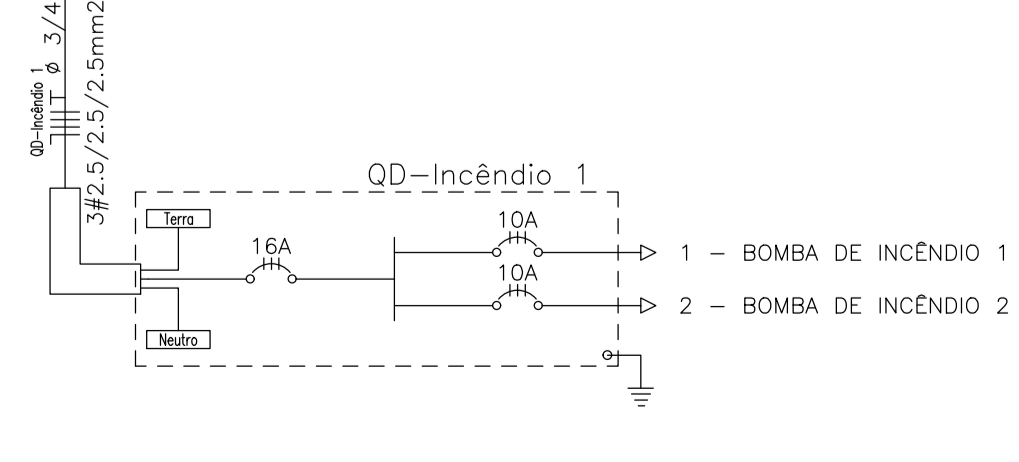 QD-Incêndio 1
ø 3/4
3#2.5/2.5/2.5mm2
QD-Incêndio 1
Terra
16A
10A
1 - BOMBA DE INCÊNDIO 1
10A
2 - BOMBA DE INCÊNDIO 2
Neutro